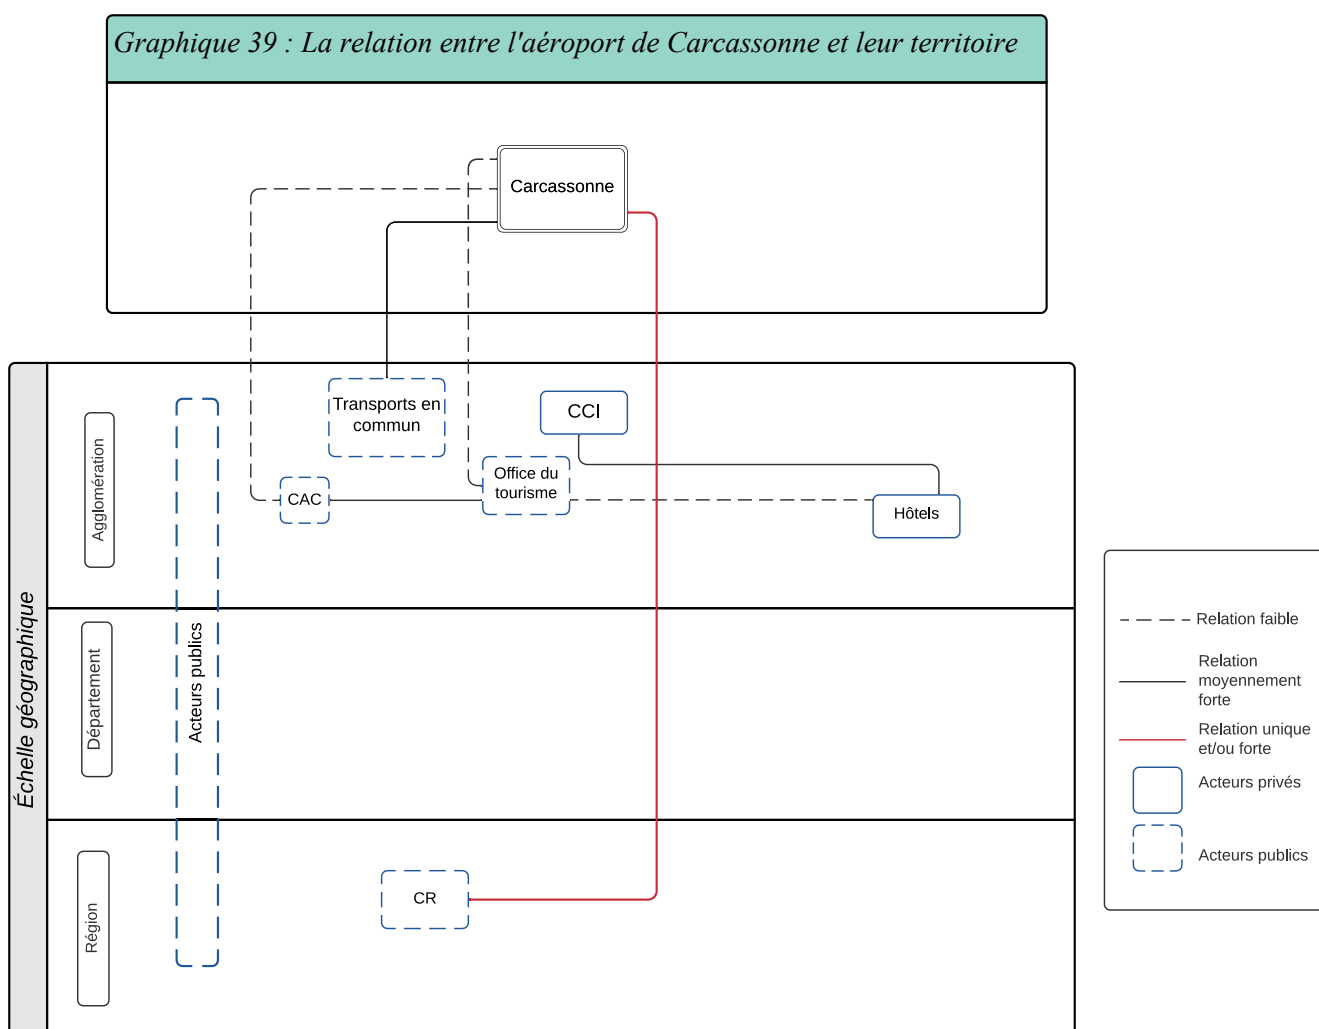 Graphique 39 : La relation entre l'aéroport de Carcassonne et leur territoire
Carcassonne
Échelle géographique
Agglomération
Département
Région
Acteurs publics
Transports en
commun
CCI
Office du
tourisme
CAC
Hôtels
CR
Relation faible
Relation
moyennement
forte
Relation unique
et/ou forte
Acteurs privés
Acteurs publics